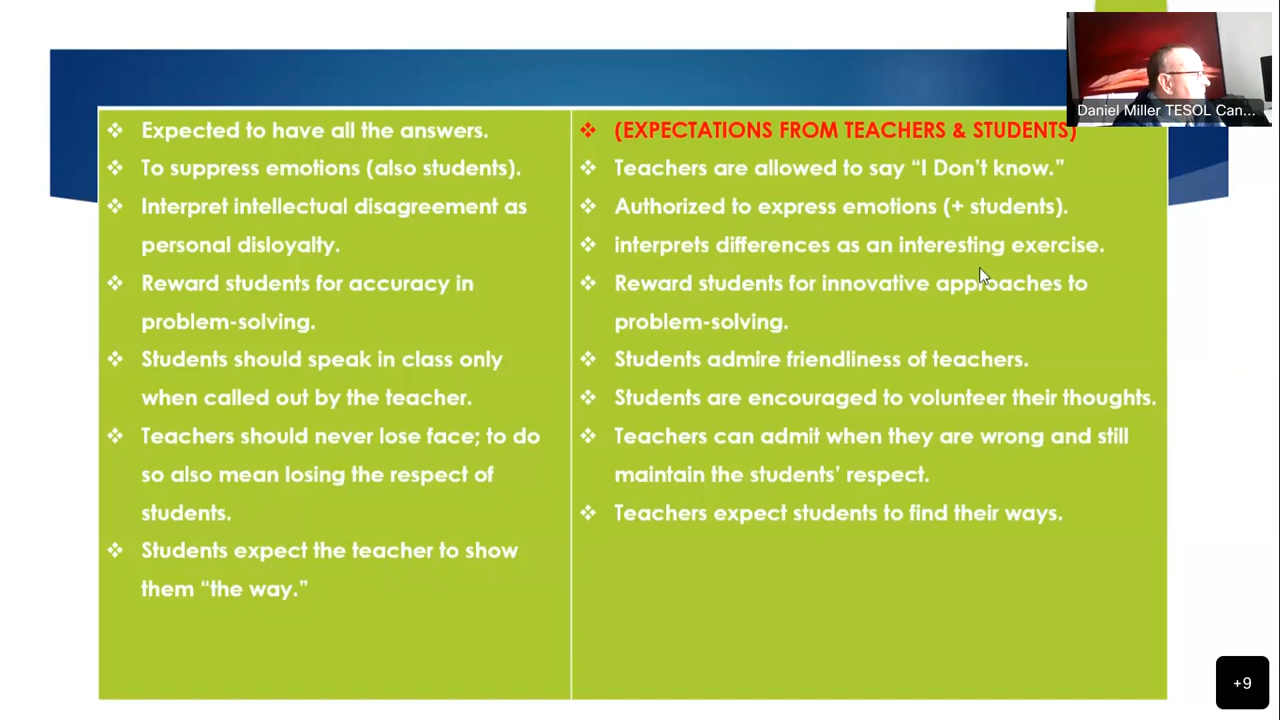 Expected to have all the answers.
To suppress emotions (also students).
Interpret intellectual disagreement as
personal disloyalty.
Reward students for accuracy in
problem-solving.
Students should speak in class only
when called out by the teacher.
Teachers should never lose face; to do
so also mean losing the respect of
students.
Students expect the teacher to show
them “the way.”
(EXPECTATIONS FROM TEACHERS & STUDENTS)
Teachers are allowed to say “I Don’t know.”
Authorized to express emotions (+ students).
interprets differences as an interesting exercise.
Reward students for innovative approaches to
problem-solving.
Students admire friendliness of teachers.
Students are encouraged to volunteer their thoughts.
Teachers can admit when they are wrong and still
maintain the students’ respect.
Teachers expect students to find their ways.
Daniel Miller TESOL Can...
+9